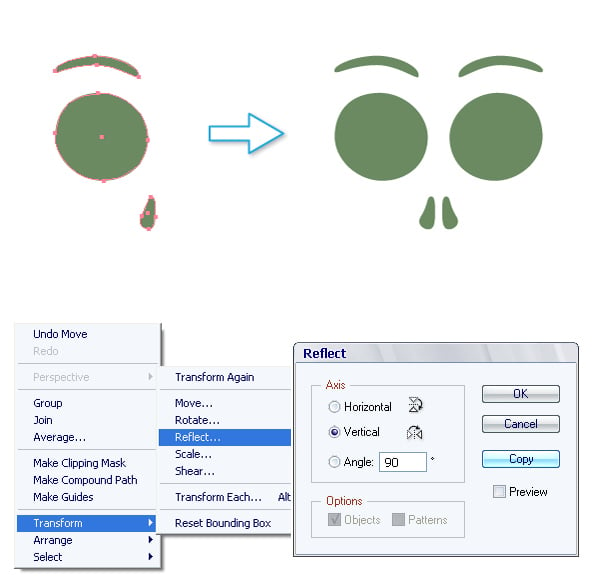 Undo Move
Redo
Perspective
Group
Join
Average...
Make Clipping Mask
Make Compound Path
Make Guides
Transform
Arrange
Select
Transform Again
Move...
Rotate...
Reflect...
Scale...
Shear...
Transform Each... Alt
Reset Bounding Box
Reflect
Axis
Horizontal
Vertical
Angle: 90 °
Options
Objects Patterns
OK
Cancel
Copy
Preview